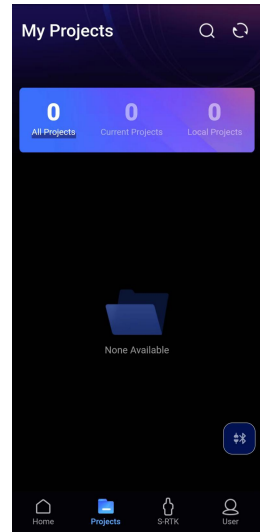 My Projects
0 0 0
All Projects Current Projects Local Projects
None Available
Home Projects S-RTK User